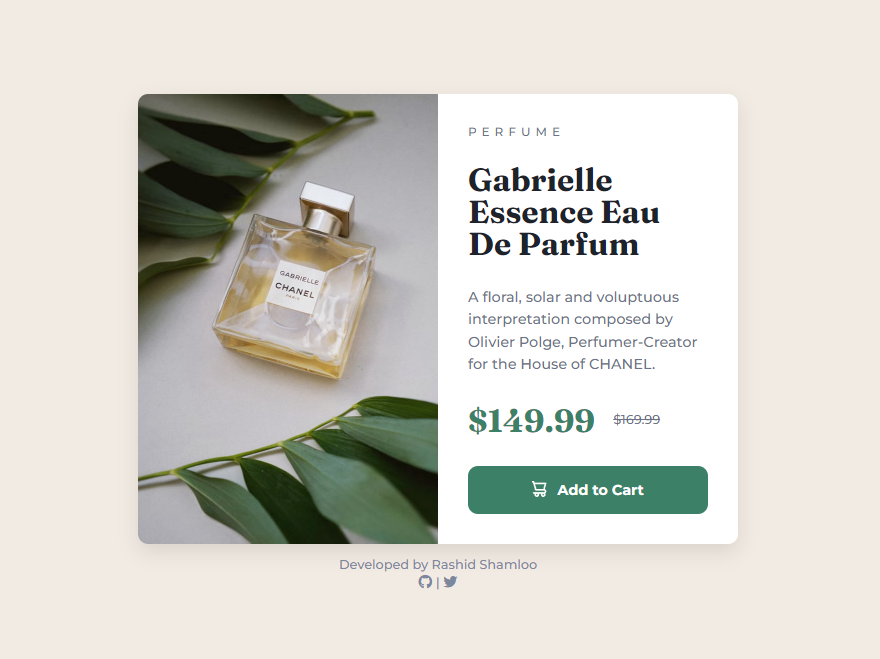 PERFUME
Gabrielle
Essence Eau
De Parfum
GABRIELLE
CHANEL
PARIS
A floral, solar and voluptuous
interpretation composed by
Olivier Polge, Perfumer-Creator
for the House of CHANEL.
$149.99 $169.99
Add to Cart
Developed by Rashid Shamloo
|